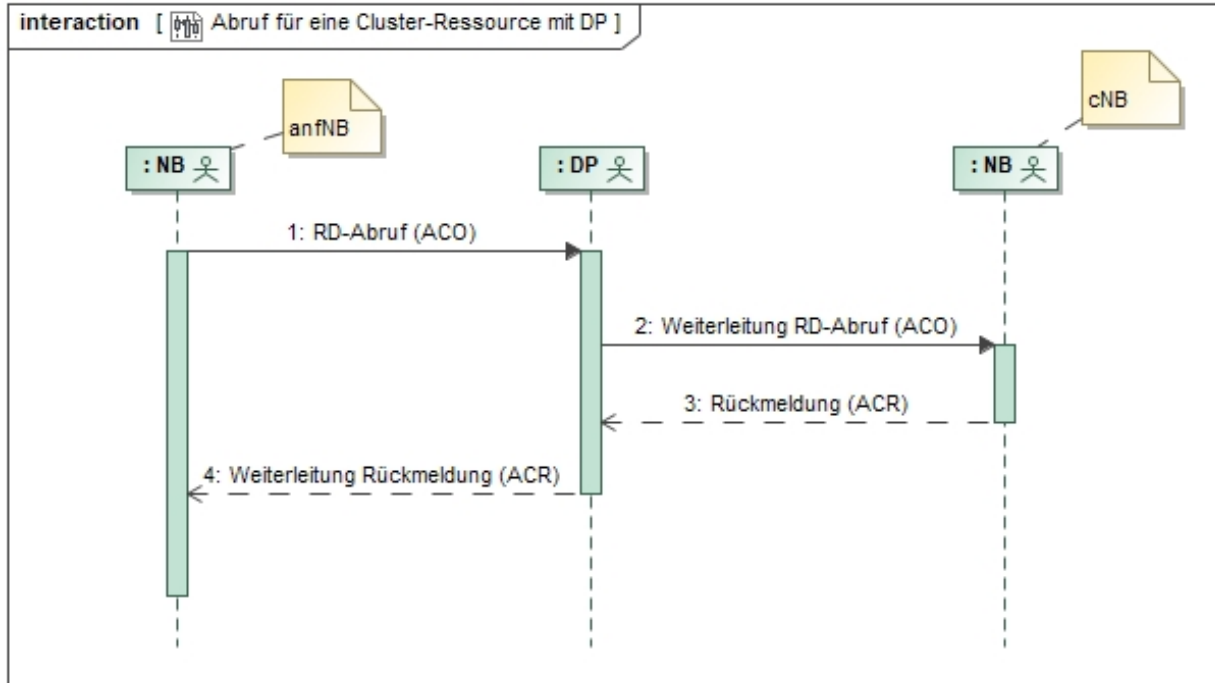 interaction [ Abruf für eine Cluster-Ressource mit DP ]
anfNB
cNB
: NB
: DP
: NB
1: RD-Abruf (ACO)
2: Weiterleitung RD-Abruf (ACO)
3: Rückmeldung (ACR)
4: Weiterleitung Rückmeldung (ACR)